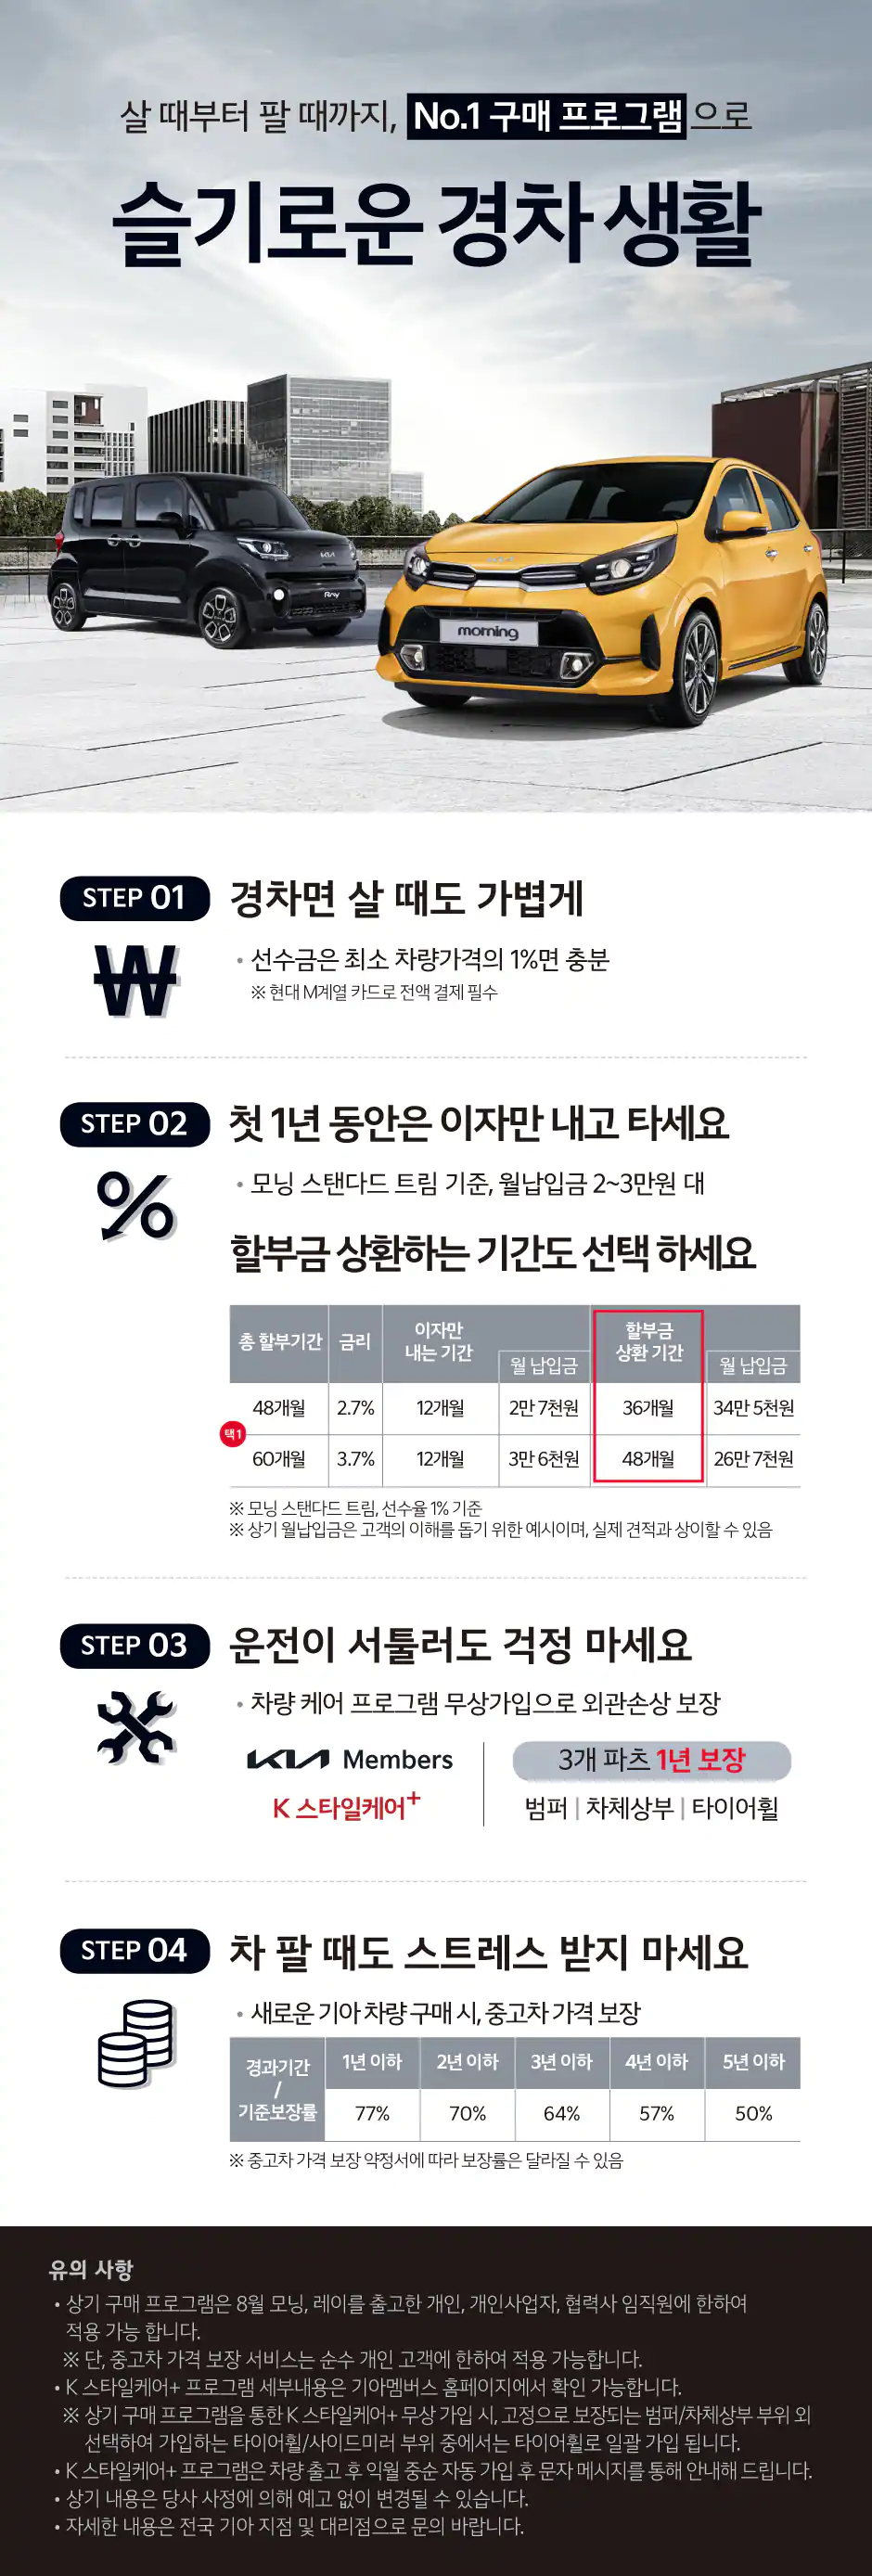 살 때부터 팔 때까지, No.1 구매 프로그램으로
슬기로운 경차 생활
KIA
Ray
morning
STEP 01
경차면 살 때도 가볍게
₩
• 선수금은 최소 차량가격의 1%면 충분
※ 현대 M계열 카드로 전액 결제 필수
STEP 02
첫 1년 동안은 이자만 내고 타세요
%
• 모닝 스탠다드 트림 기준, 월납입금 2~3만원 대
할부금 상환하는 기간도 선택 하세요
총 할부기간 금리 이자만 내는 기간 월 납입금 할부금 상환 기간 월 납입금
48개월 2.7% 12개월 2만 7천원 36개월 34만 5천원
택1
60개월 3.7% 12개월 3만 6천원 48개월 26만 7천원
※ 모닝 스탠다드 트림, 선수율 1% 기준
※ 상기 월납입금은 고객의 이해를 돕기 위한 예시이며, 실제 견적과 상이할 수 있음
STEP 03
운전이 서툴러도 걱정 마세요
• 차량 케어 프로그램 무상가입으로 외관손상 보장
KIA Members
K 스타일케어+
3개 파츠 1년 보장
범퍼 | 차체상부 | 타이어휠
STEP 04
차 팔 때도 스트레스 받지 마세요
• 새로운 기아 차량 구매 시, 중고차 가격 보장
경과기간 / 기준보장률 1년 이하 2년 이하 3년 이하 4년 이하 5년 이하
77% 70% 64% 57% 50%
※ 중고차 가격 보장 약정서에 따라 보장률은 달라질 수 있음
유의 사항
• 상기 구매 프로그램은 8월 모닝, 레이를 출고한 개인, 개인사업자, 협력사 임직원에 한하여
적용 가능 합니다.
※ 단, 중고차 가격 보장 서비스는 순수 개인 고객에 한하여 적용 가능합니다.
• K 스타일케어+ 프로그램 세부내용은 기아멤버스 홈페이지에서 확인 가능합니다.
※ 상기 구매 프로그램을 통한 K 스타일케어+ 무상 가입 시, 고정으로 보장되는 범퍼/차체상부 부위 외
선택하여 가입하는 타이어휠/사이드미러 부위 중에서는 타이어휠로 일괄 가입 됩니다.
• K 스타일케어+ 프로그램은 차량 출고 후 익월 중순 자동 가입 후 문자 메시지를 통해 안내해 드립니다.
• 상기 내용은 당사 사정에 의해 예고 없이 변경될 수 있습니다.
• 자세한 내용은 전국 기아 지점 및 대리점으로 문의 바랍니다.